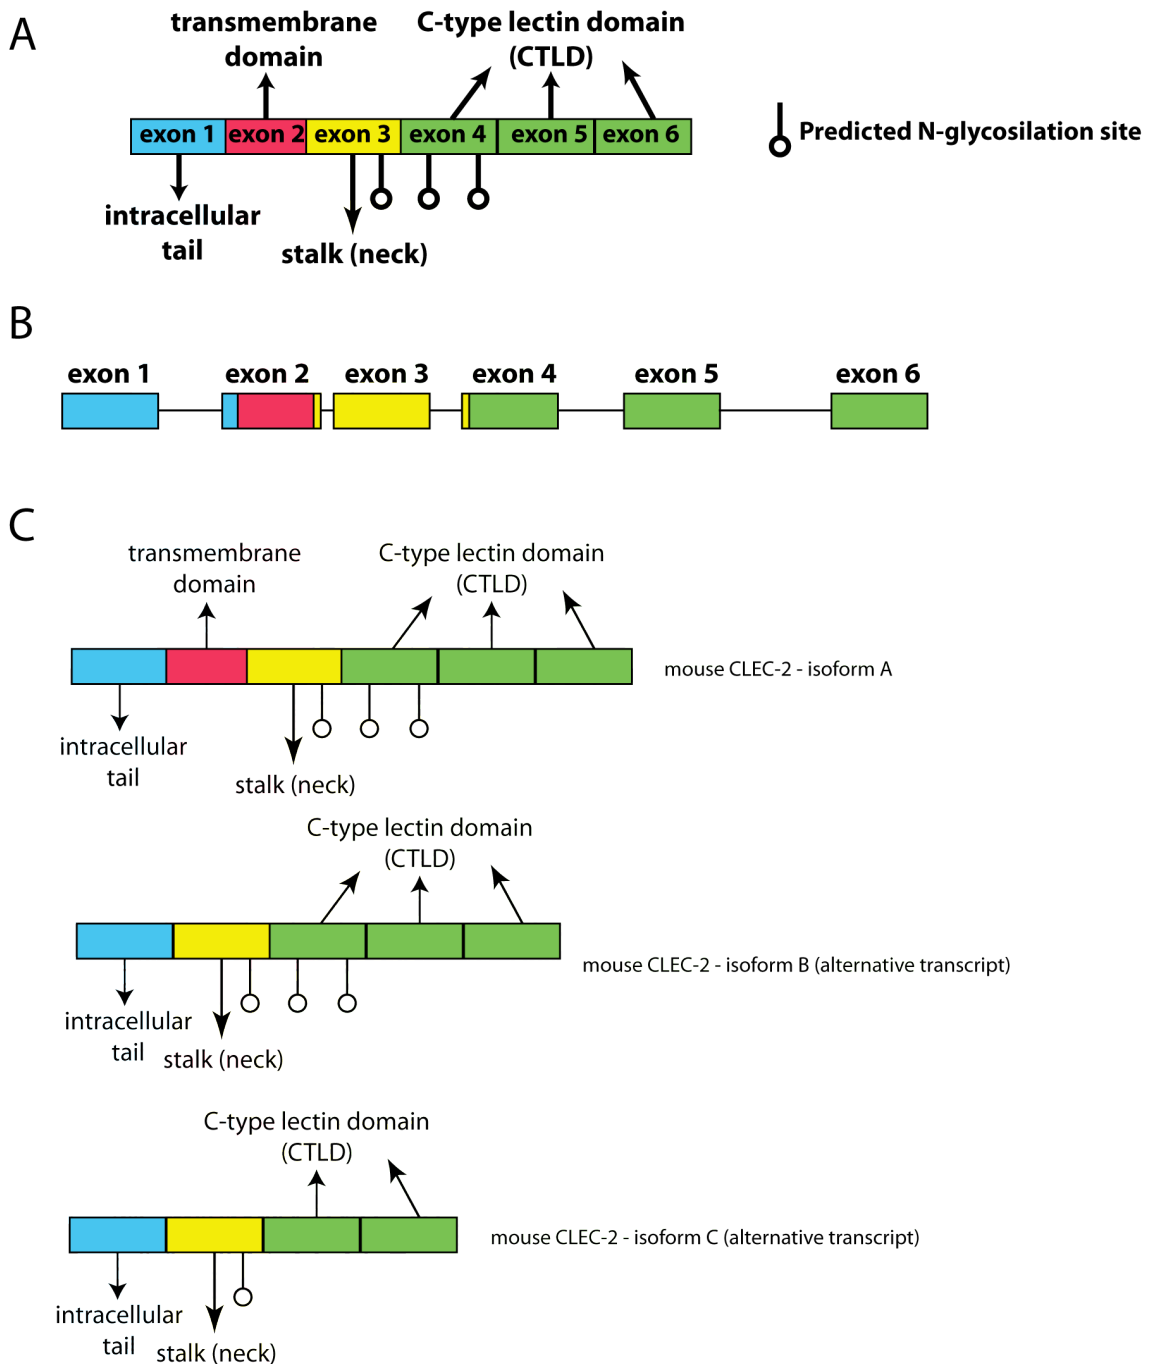 A
transmembrane
domain
C-type lectin domain
(CTLD)
exon 1
exon 2
exon 3
exon 4
exon 5
exon 6
Predicted N-glycosilation site
intracellular
tail
stalk (neck)
B
exon 1
exon 2
exon 3
exon 4
exon 5
exon 6
C
transmembrane
domain
C-type lectin domain
(CTLD)
mouse CLEC-2 - isoform A
intracellular
tail
stalk (neck)
C-type lectin domain
(CTLD)
mouse CLEC-2 - isoform B (alternative transcript)
intracellular
tail
stalk (neck)
C-type lectin domain
(CTLD)
mouse CLEC-2 - isoform C (alternative transcript)
intracellular
tail
stalk (neck)